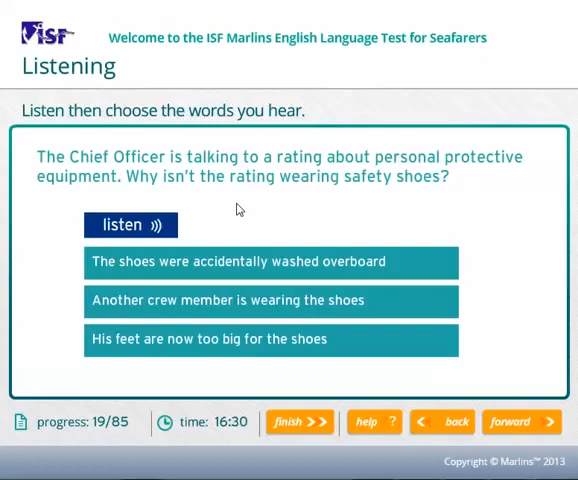 ISF
Welcome to the ISF Marlins English Language Test for Seafarers
Listening
Listen then choose the words you hear.
The Chief Officer is talking to a rating about personal protective
equipment. Why isn't the rating wearing safety shoes?
listen
The shoes were accidentally washed overboard
Another crew member is wearing the shoes
His feet are now too big for the shoes
progress: 19/85 time: 16:30 finish >> help ? < back forward >
Copyright © Marlins™ 2013